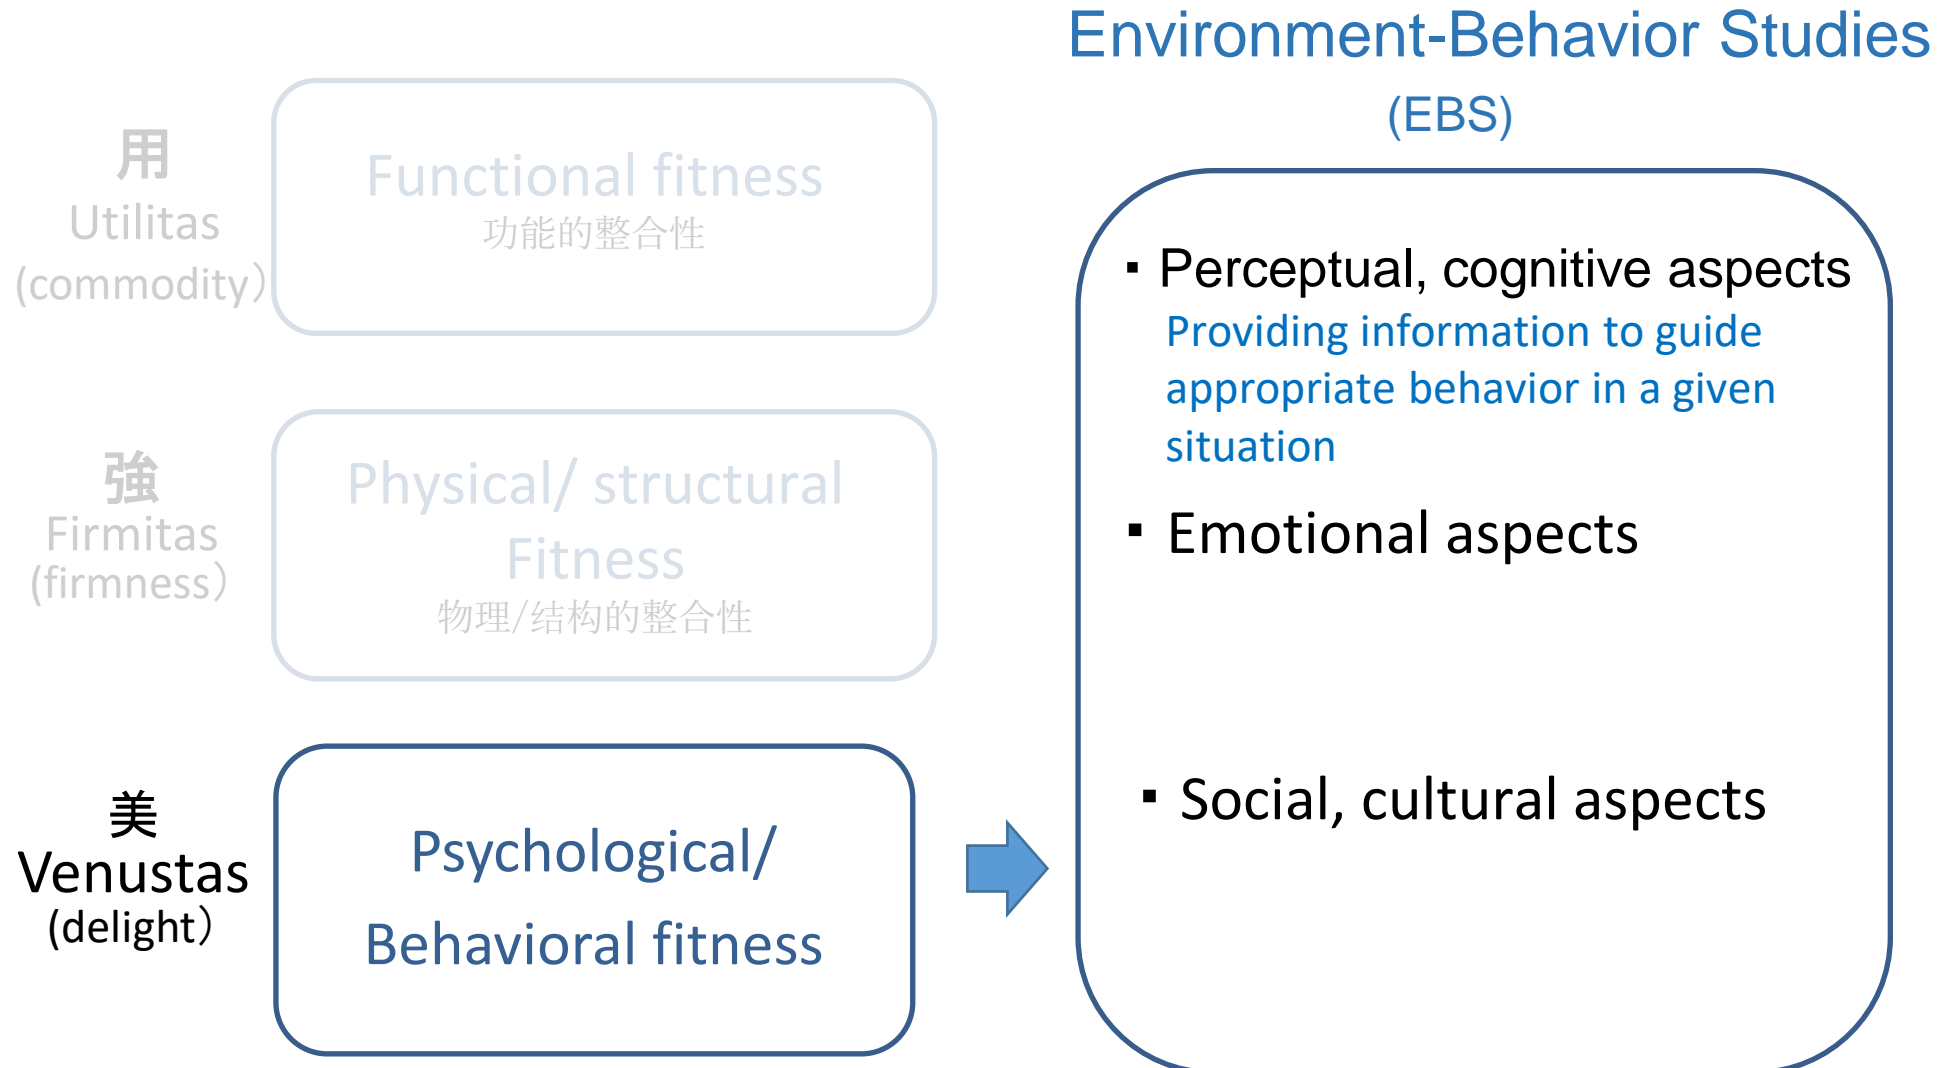 Environment-Behavior Studies
(EBS)
用
Utilitas
(commodity）
Functional fitness
功能的整合性
強
Firmitas
(firmness）
Physical/ structural
Fitness
物理/结构的整合性
美
Venustas
(delight）
Psychological/
Behavioral fitness
▪ Perceptual, cognitive aspects
Providing information to guide
appropriate behavior in a given
situation
▪ Emotional aspects
▪ Social, cultural aspects